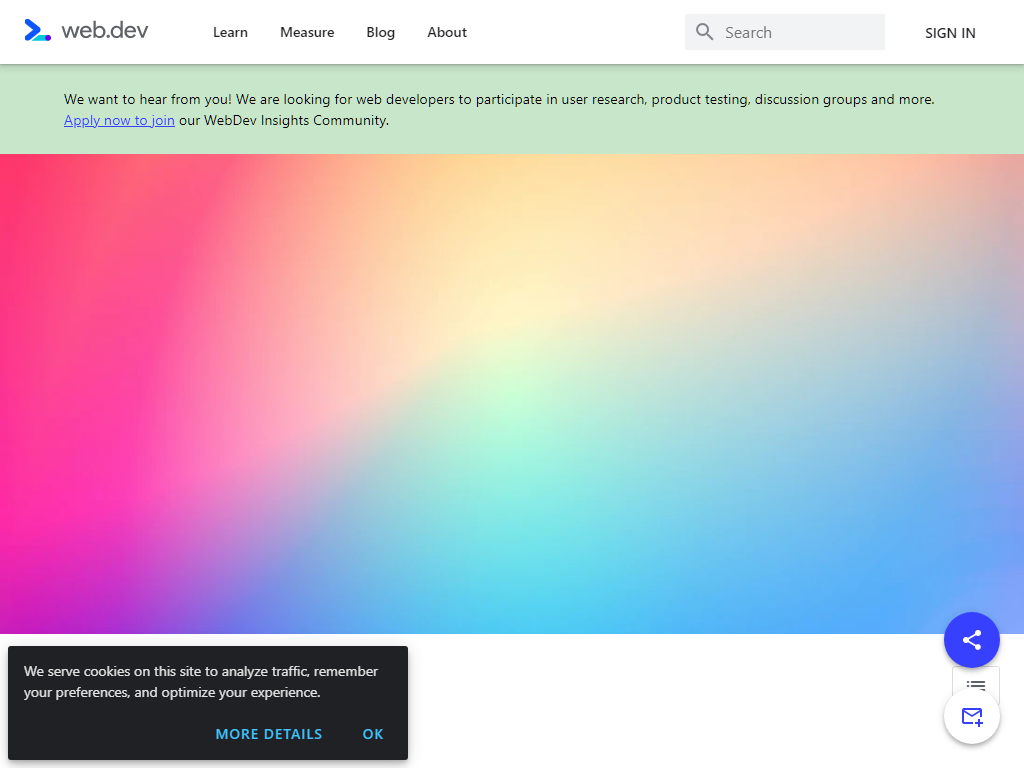 web.dev
Learn
Measure
Blog
About
Search
SIGN IN
We want to hear from you! We are looking for web developers to participate in user research, product testing, discussion groups and more.
Apply now to join our WebDev Insights Community.
We serve cookies on this site to analyze traffic, remember
your preferences, and optimize your experience.
MORE DETAILS
OK